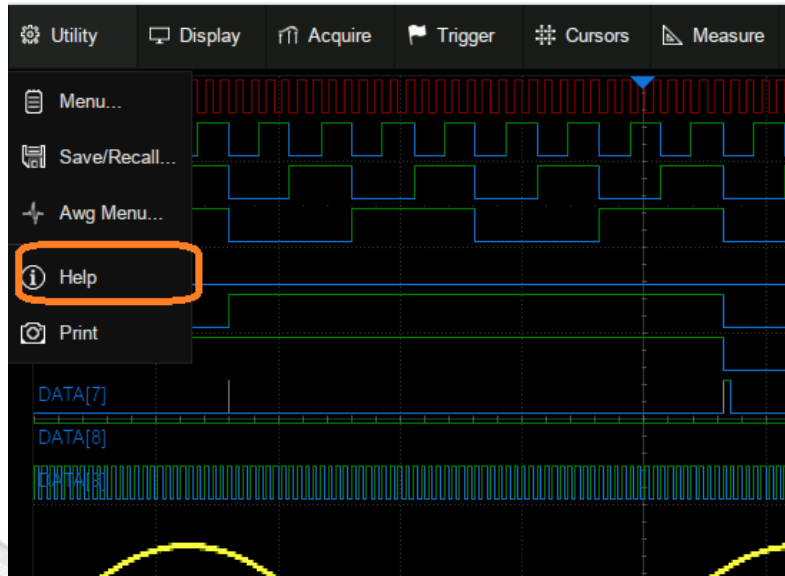 Utility Display Acquire Trigger Cursors Measure
Menu...
Save/Recall...
Awg Menu...
Help
Print
DATA[7]
DATA[8]